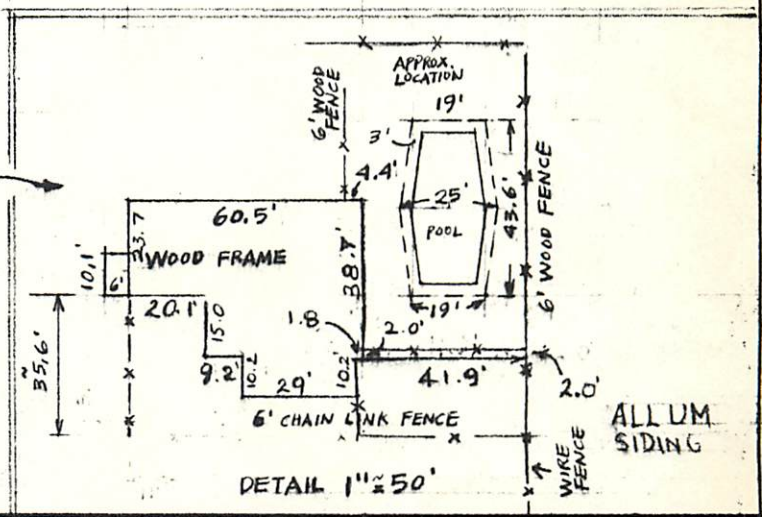 APPROX.
LOCATION
6' WOOD
FENCE
19'
3'
4.4'
60.5'
23.7
25'
43.6'
POOL
6' WOOD FENCE
10.1'
6'
WOOD FRAME
38.7'
20.1'
19'
15.0
1.8
2.0'
35.6'
9.2'
10.2
10.2'
41.9'
2.0'
29'
6' CHAIN LINK FENCE
ALLUM
SIDING
WIRE
FENCE
DETAIL 1" ≈ 50'